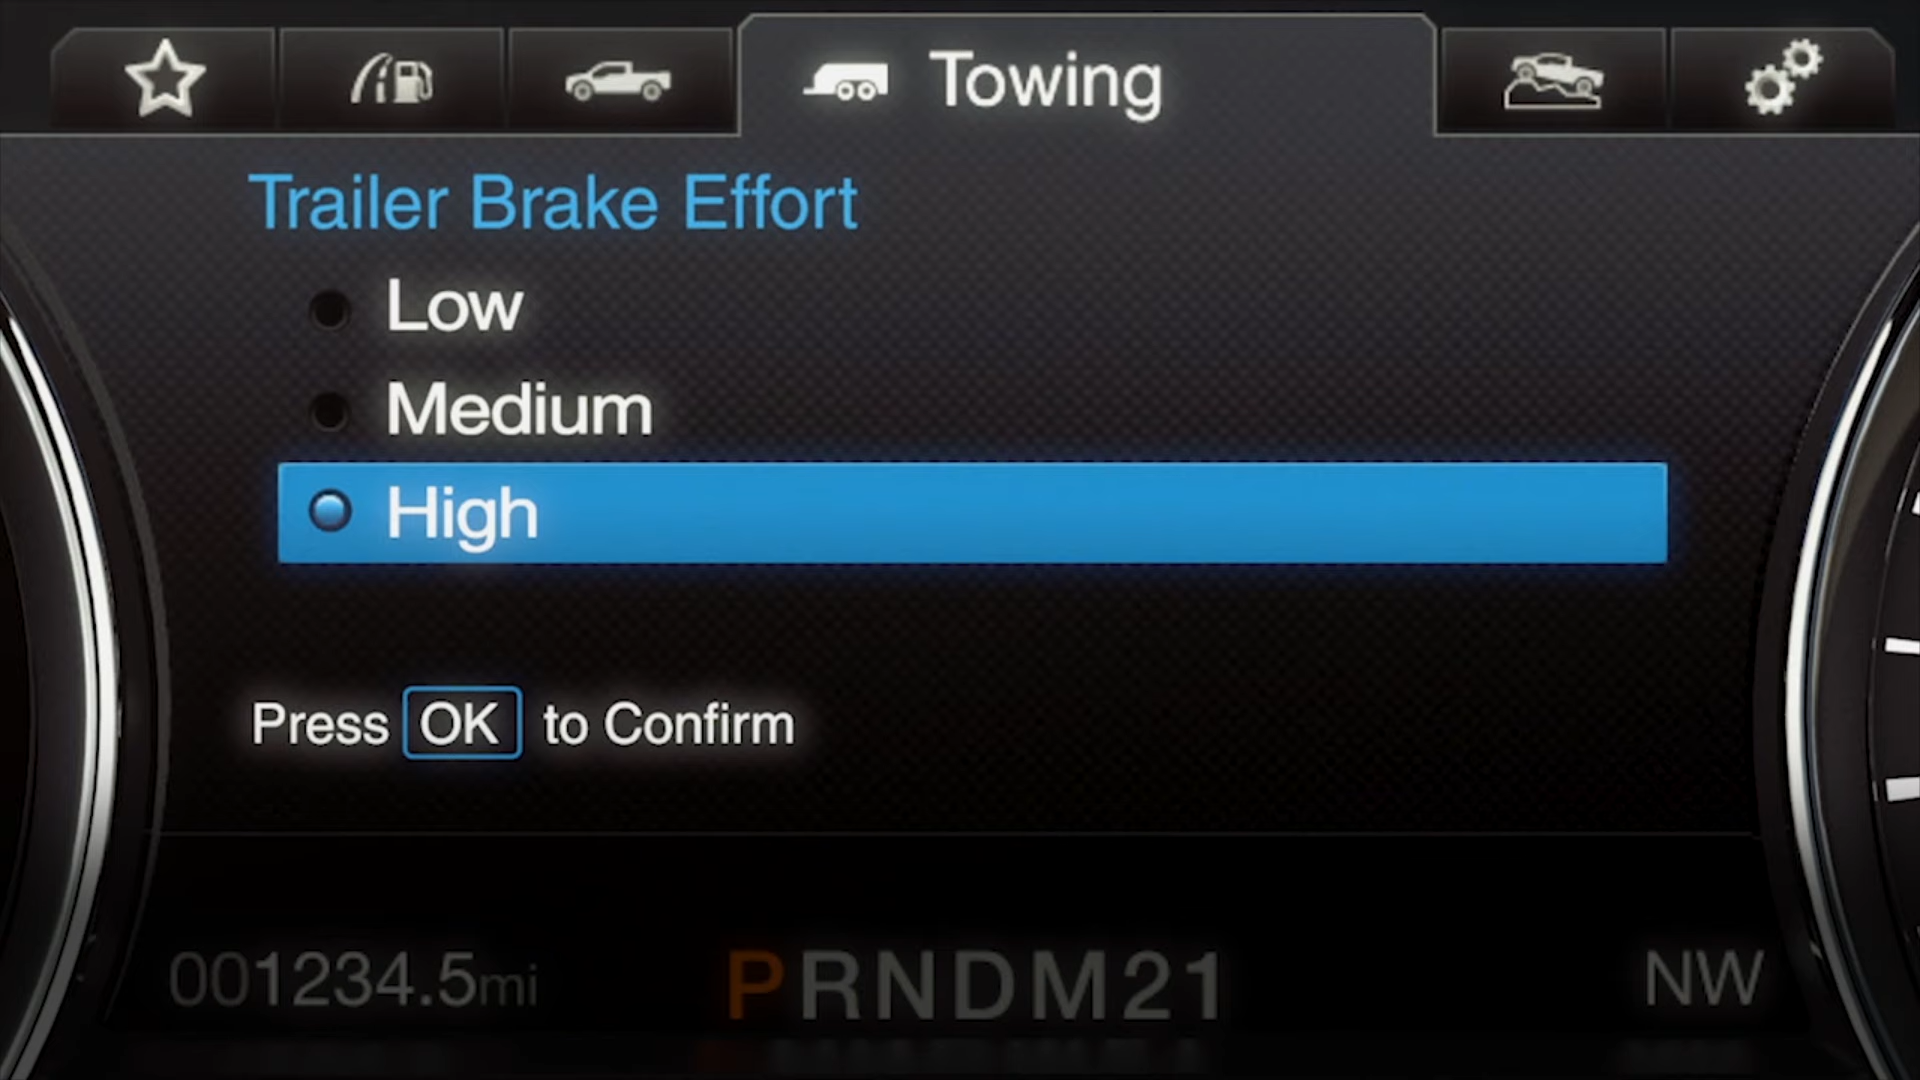 Towing
Trailer Brake Effort
Low
Medium
High
Press OK to Confirm
001234.5mi
PRNDM21
NW